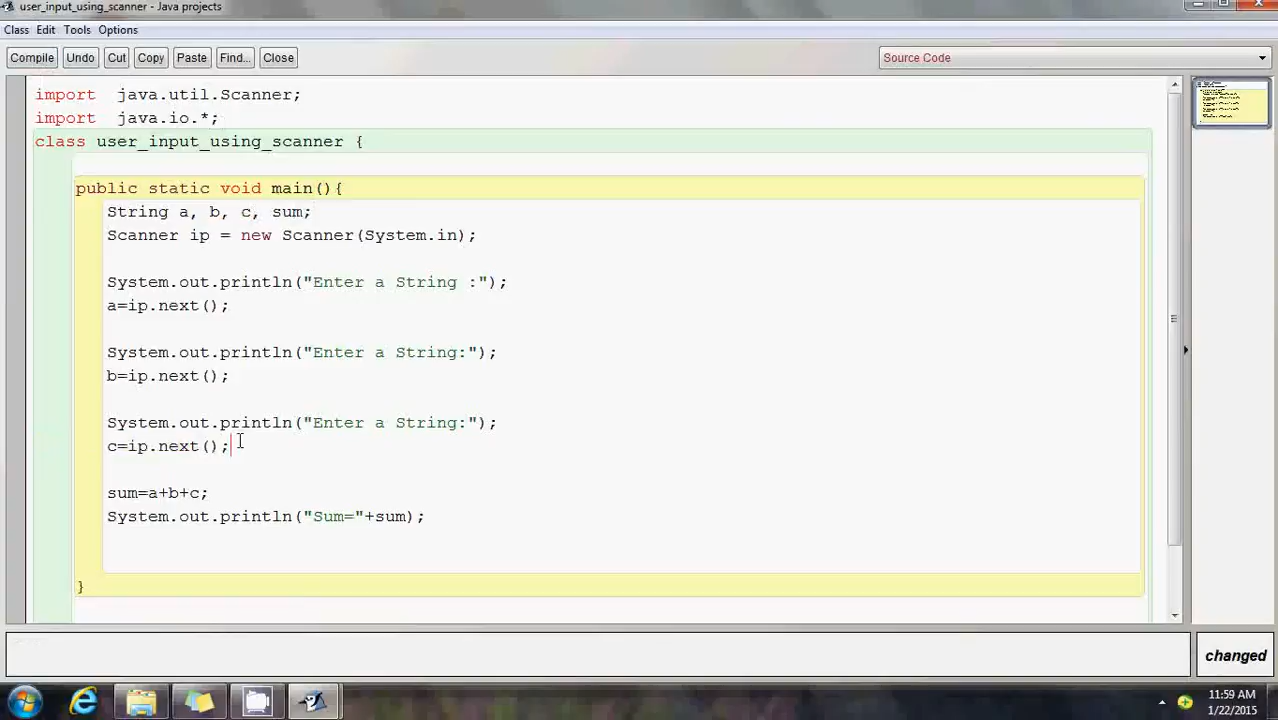 user_input_using_scanner - Java projects
Class Edit Tools Options
Compile Undo Cut Copy Paste Find... Close Source Code
import java.util.Scanner;
import java.io.*;
class user_input_using_scanner {
public static void main(){
String a, b, c, sum;
Scanner ip = new Scanner(System.in);
System.out.println("Enter a String :");
a=ip.next();
System.out.println("Enter a String:");
b=ip.next();
System.out.println("Enter a String:");
c=ip.next();
sum=a+b+c;
System.out.println("Sum="+sum);
}
changed
11:59 AM
1/22/2015